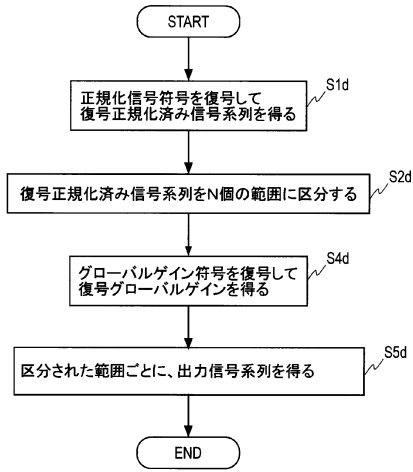 START
正規化信号符号を復号して
復号正規化済み信号系列を得る
S1d
復号正規化済み信号系列をN個の範囲に区分する
S2d
グローバルゲイン符号を復号して
復号グローバルゲインを得る
S4d
区分された範囲ごとに、出力信号系列を得る
S5d
END